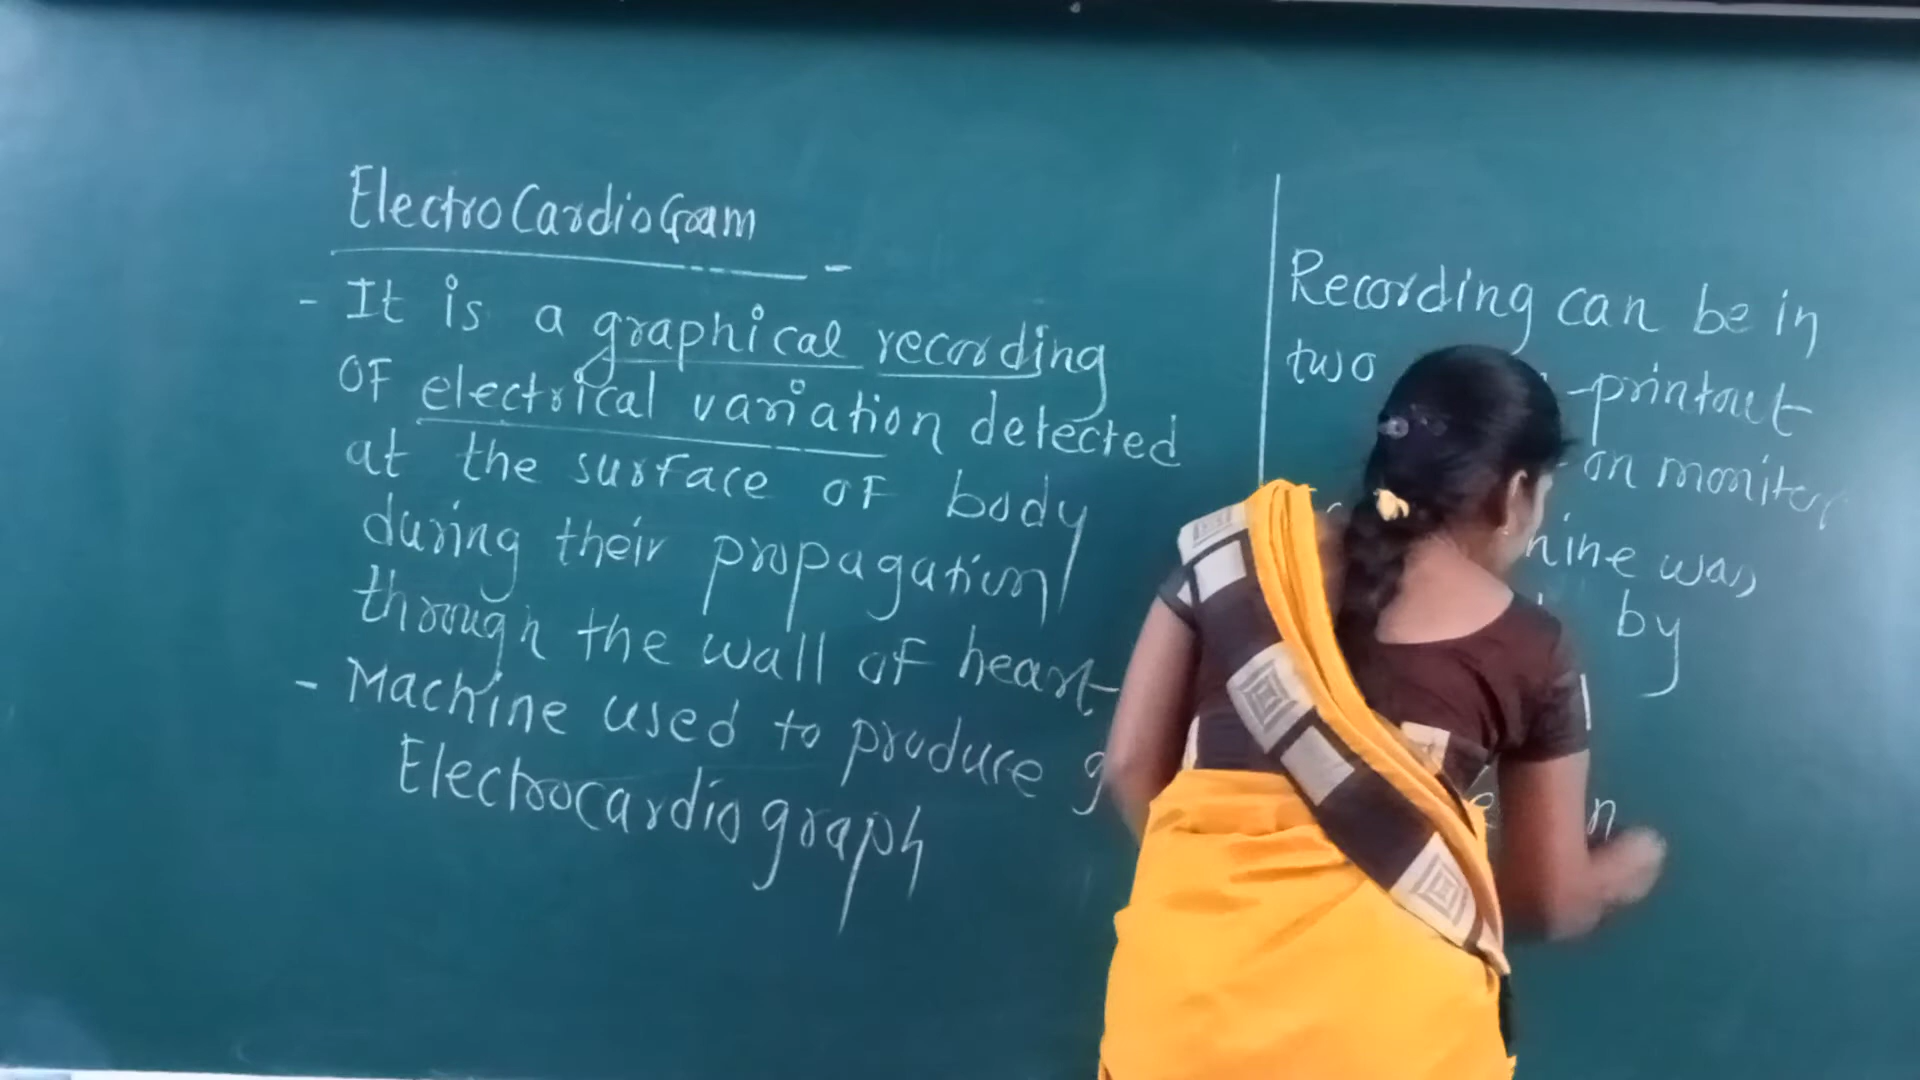 ElectroCardioGram
- It is a graphical recording
OF electrical variation detected
at the surface OF body
during their propagation
through the wall of heart.
- Machine used to produce
Electrocardiograph
Recording can be in
two - printout
- on monitor
was
by